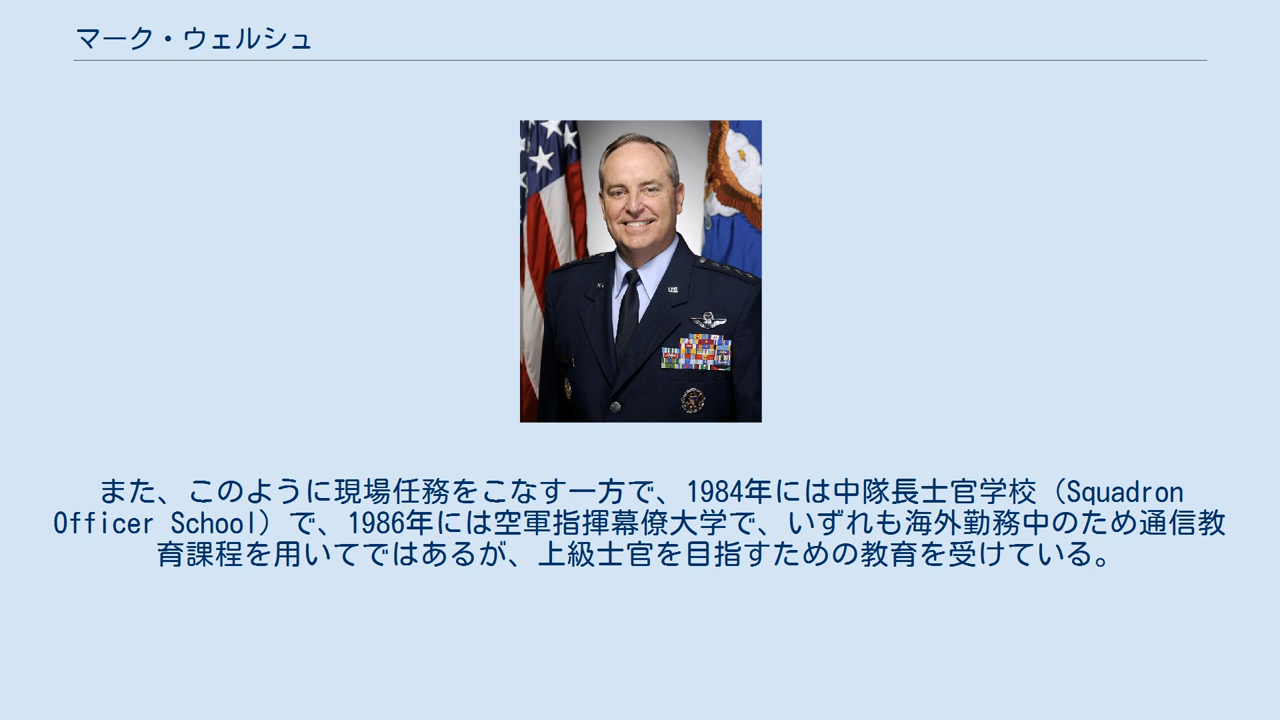 マーク・ウェルシュ
また、このように現場任務をこなす一方で、1984年には中隊長士官学校（Squadron
Officer School）で、1986年には空軍指揮幕僚大学で、いずれも海外勤務中のため通信教
育課程を用いてではあるが、上級士官を目指すための教育を受けている。